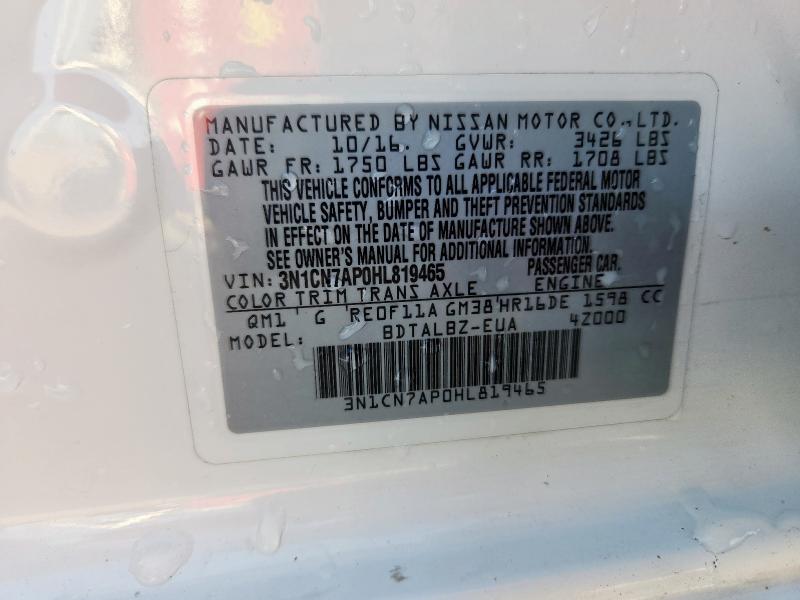 MANUFACTURED BY NISSAN MOTOR CO., LTD.
DATE: 10/16. GVWR: 3426 LBS
GAWR FR: 1750 LBS GAWR RR: 1708 LBS
THIS VEHICLE CONFORMS TO ALL APPLICABLE FEDERAL MOTOR
VEHICLE SAFETY, BUMPER AND THEFT PREVENTION STANDARDS
IN EFFECT ON THE DATE OF MANUFACTURE SHOWN ABOVE.
SEE OWNER'S MANUAL FOR ADDITIONAL INFORMATION.
VIN: 3N1CN7AP0HL819465 PASSENGER CAR.
COLOR TRIM TRANS AXLE ENGINE
QM1 ' G 'RE0F11A GM38'HR16DE 1598 CC
MODEL: BDTALBZ-EUA 4Z000
3N1CN7AP0HL819465